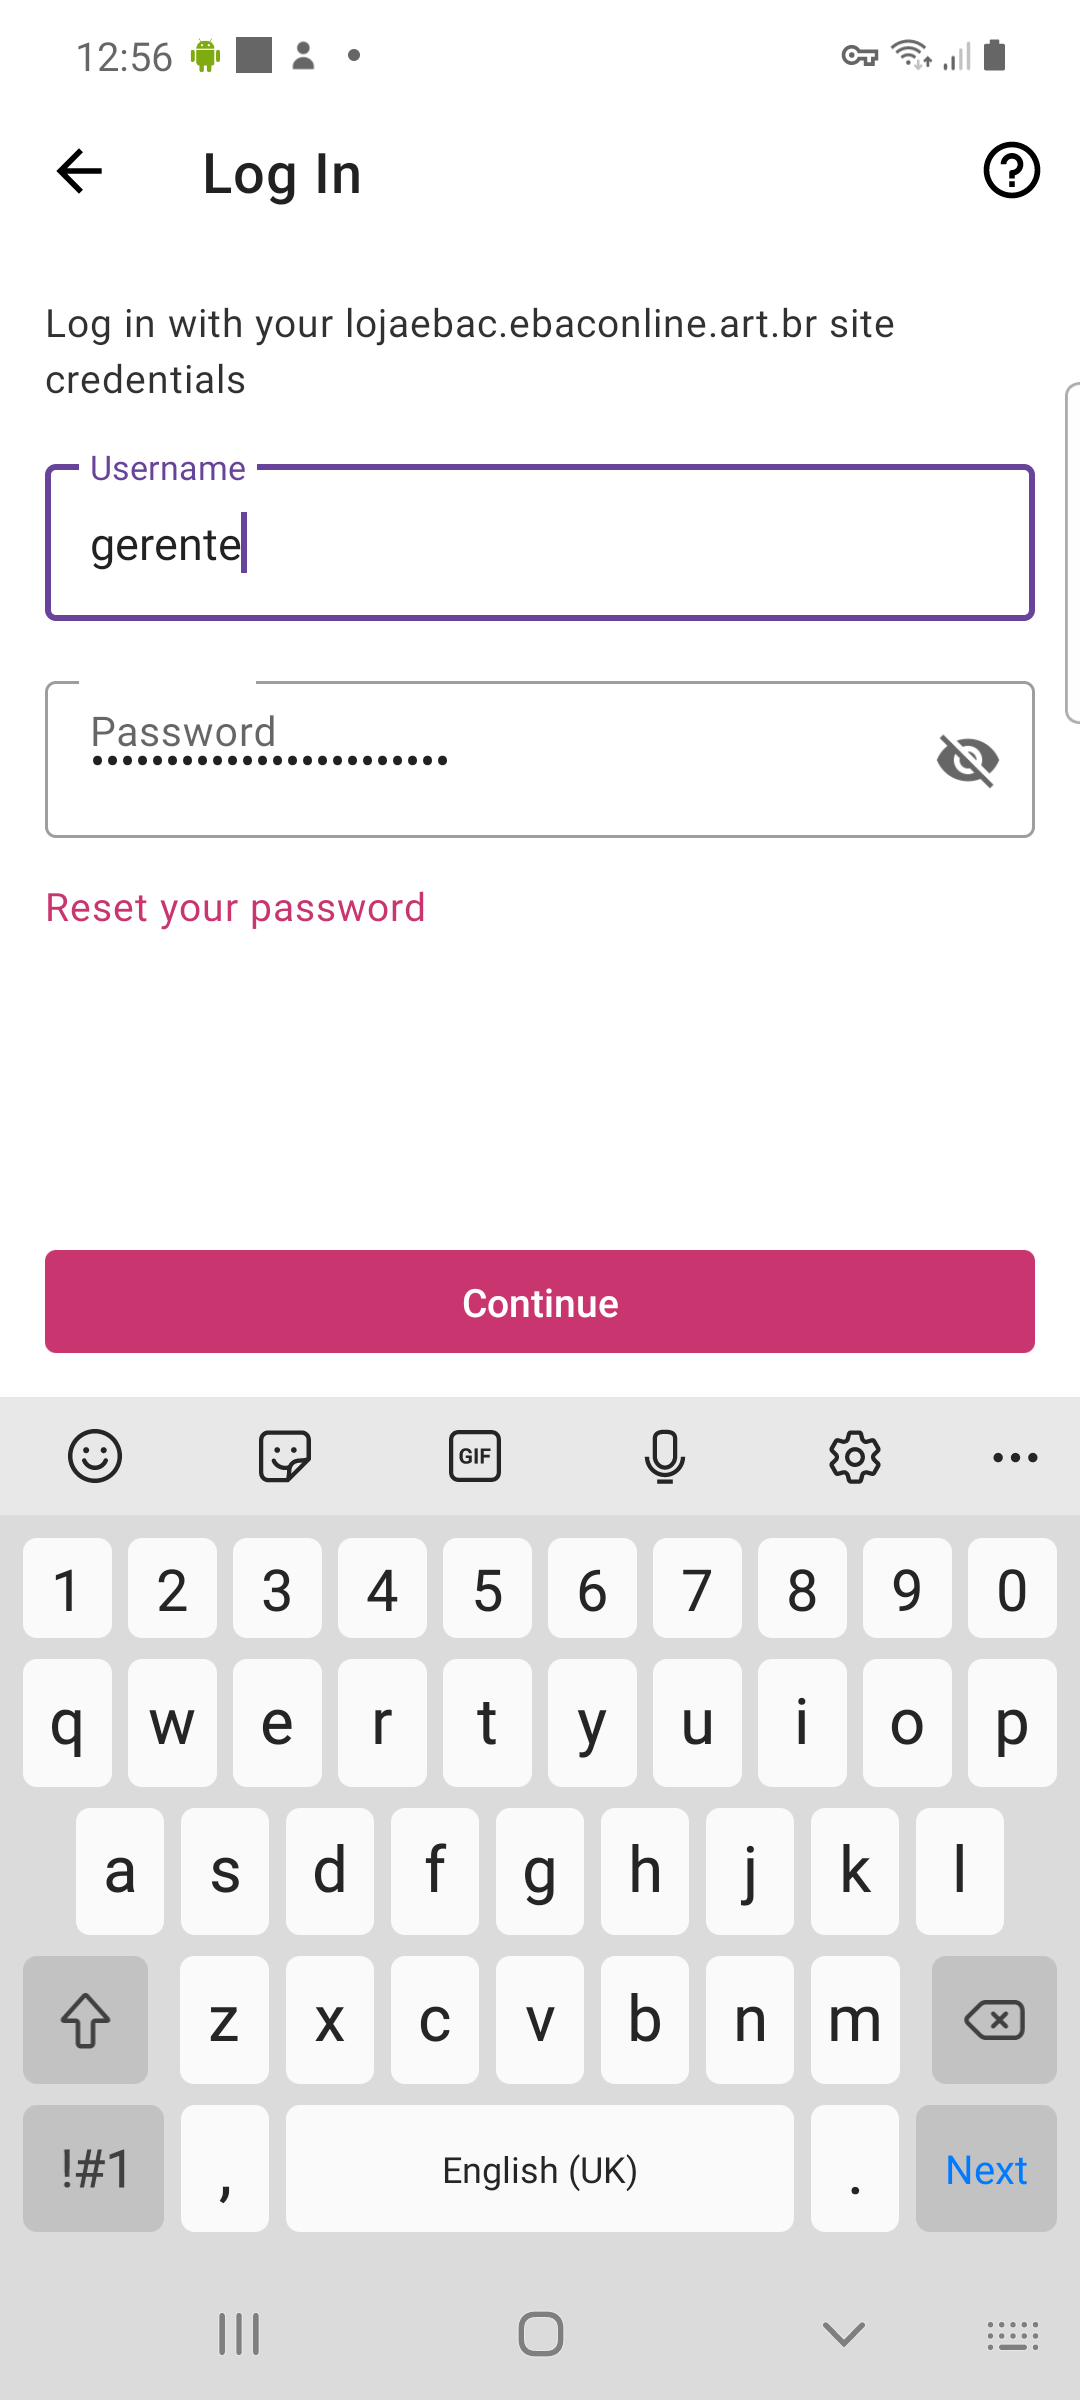 12:56
Log In
Log in with your lojaebac.ebaconline.art.br site
credentials
Username
gerente
Password
••••••••••••••••••••••••
Reset your password
Continue
GIF
1 2 3 4 5 6 7 8 9 0
q w e r t y u i o p
a s d f g h j k l
z x c v b n m
!#1 , English (UK) . Next